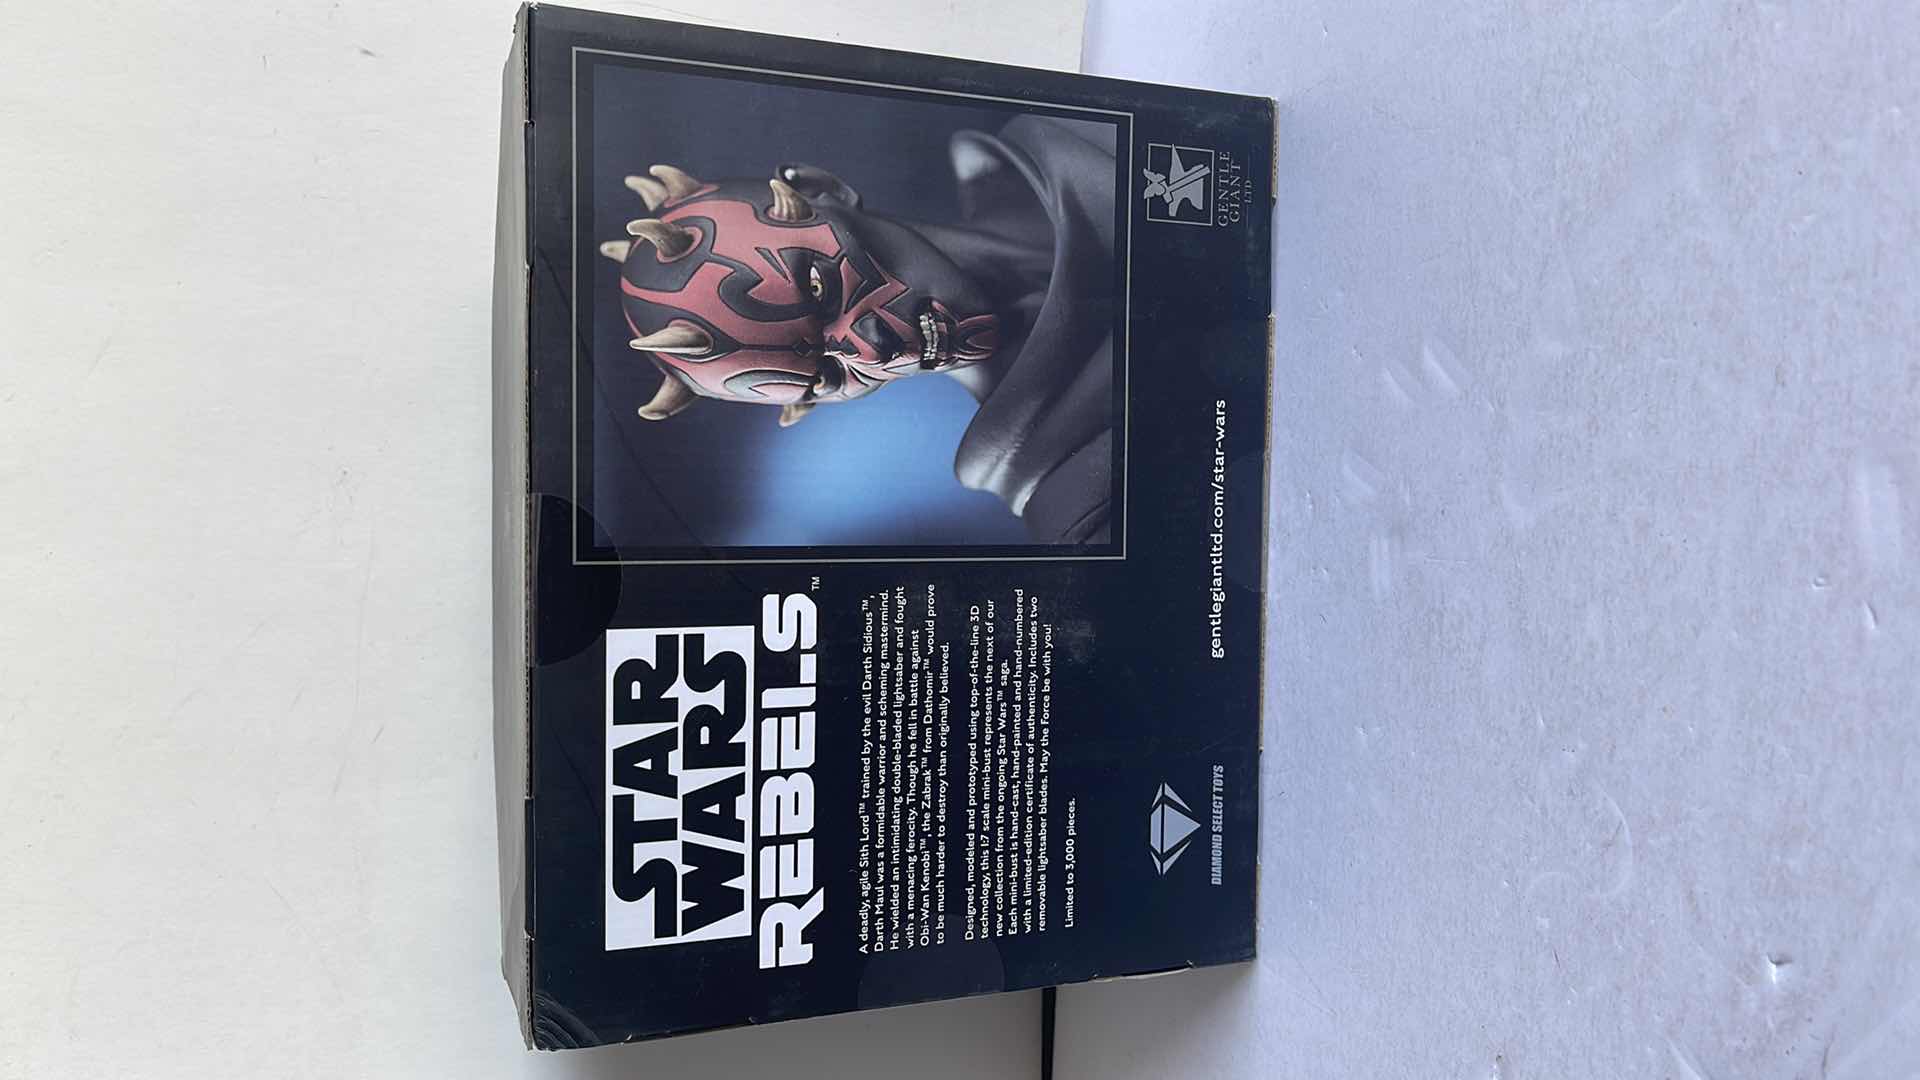 STAR
WARS
REBELS™
A deadly, agile Sith Lord™ trained by the evil Darth Sidious™,
Darth Maul was a formidable warrior and scheming mastermind.
He wielded an intimidating double-bladed lightsaber and fought
with a menacing ferocity. Though he fell in battle against
Obi-Wan Kenobi™, the Zabrak™ from Dathomir™ would prove
to be much harder to destroy than originally believed.
Designed, modeled and prototyped using top-of-the-line 3D
technology, this 1:7 scale mini-bust represents the next of our
new collection from the ongoing Star Wars™ saga.
Each mini-bust is hand-cast, hand-painted and hand-numbered
with a limited-edition certificate of authenticity. Includes two
removable lightsaber blades. May the Force be with you!
Limited to 3,000 pieces.
DIAMOND SELECT TOYS
gentlegiantltd.com/star-wars
GENTLE
GIANT™
LTD